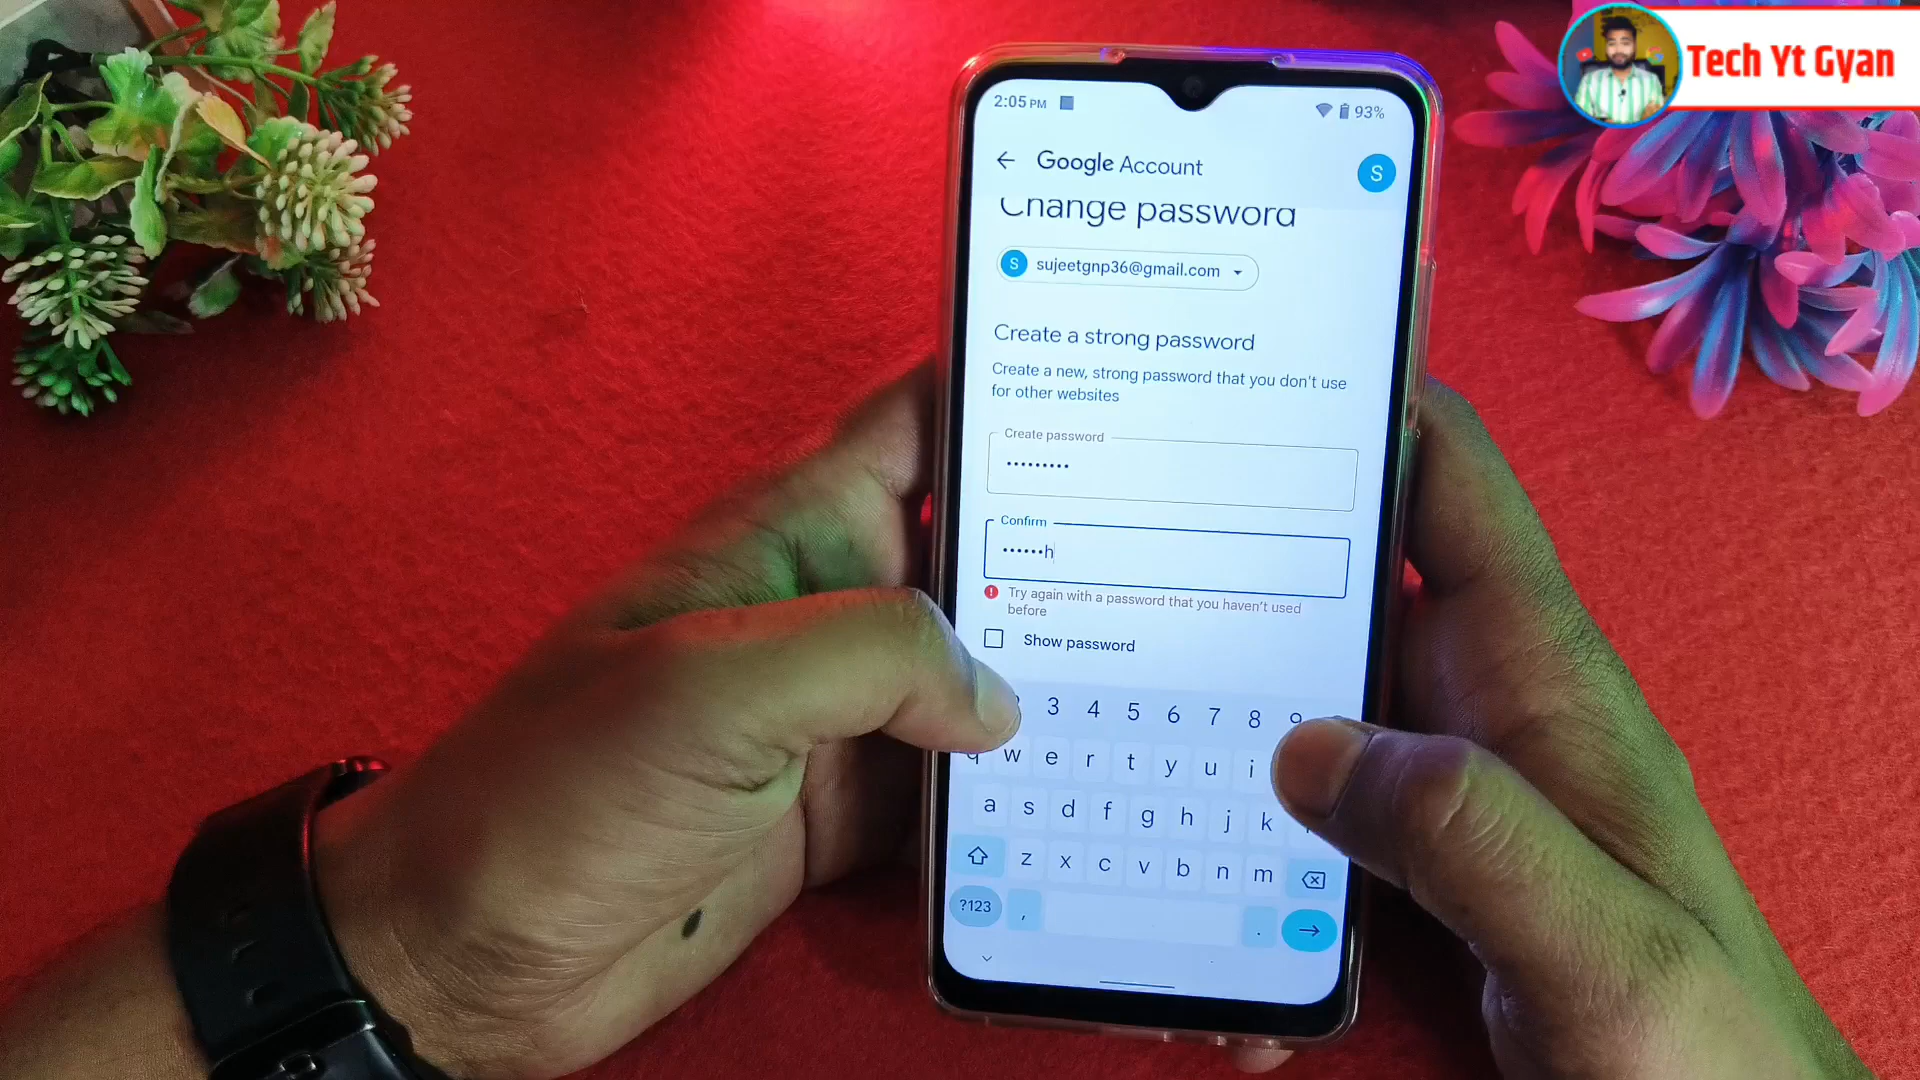 Tech Yt Gyan
2:05 PM 93%
Google Account
S
Change password
S sujeetgnp36@gmail.com
Create a strong password
Create a new, strong password that you don't use
for other websites
Create password
•••••••••
Confirm
••••••h
Try again with a password that you haven't used
before
Show password
3 4 5 6 7 8 9
q w e r t y u i
a s d f g h j k
z x c v b n m
?123 , .